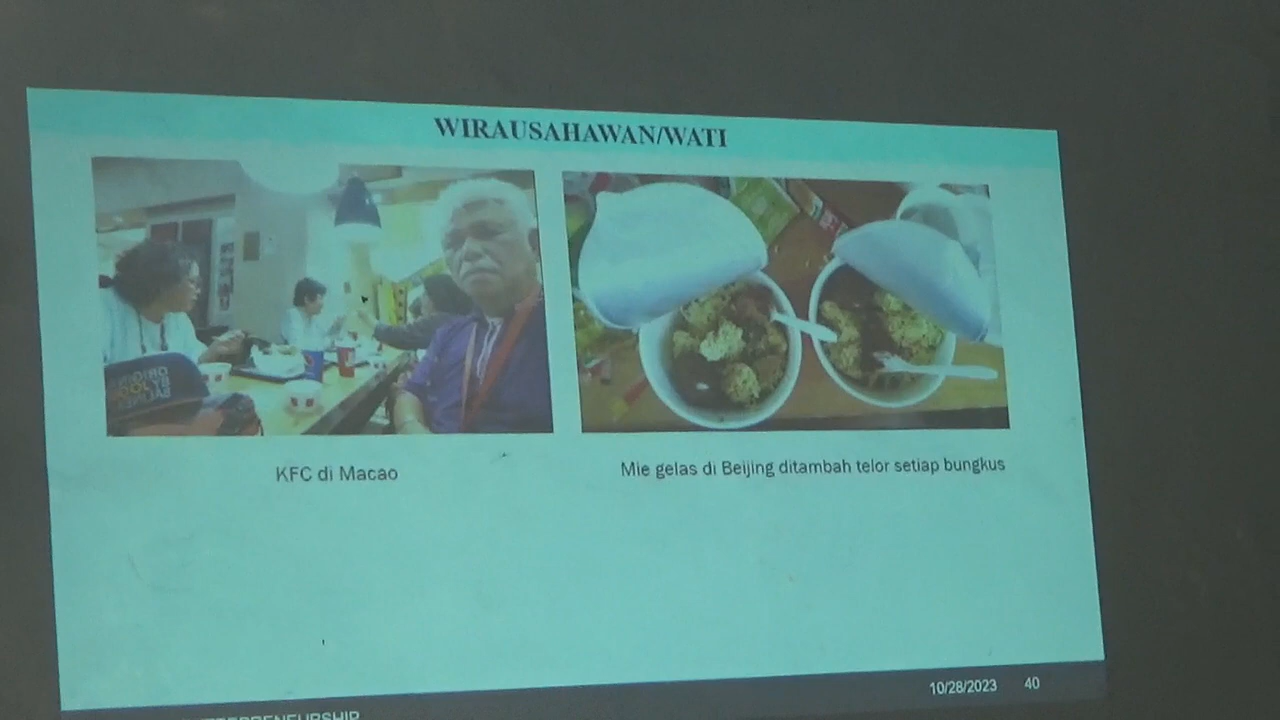 WIRAUSAHAWAN/WATI
KFC di Macao
Mie gelas di Beijing ditambah telor setiap bungkus
10/28/2023 40